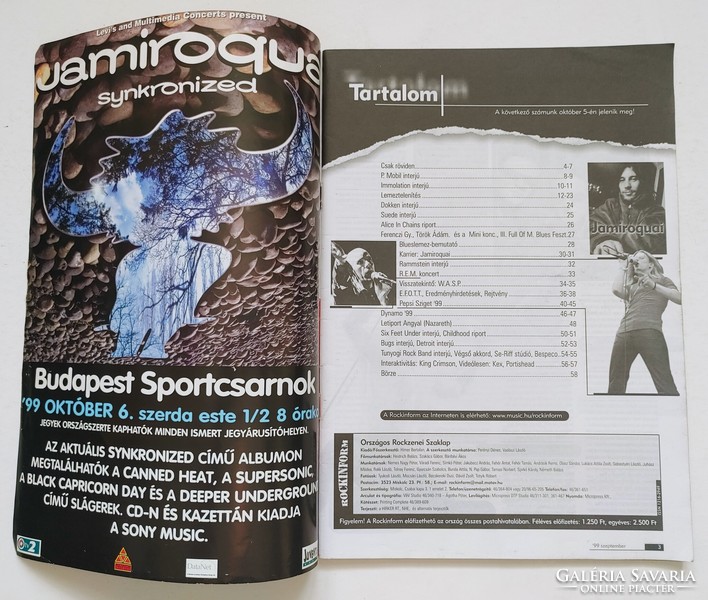 Levi's and Multimedia Concerts present
Jamiroquai
synkronized
Budapest Sportcsarnok
'99 OKTÓBER 6. szerda este 1/2 8 órako
JEGYEK ORSZÁGSZERTE KAPHATÓK MINDEN ISMERT JEGYÁRUSÍTÓHELYEN.
AZ AKTUÁLIS SYNKRONIZED CÍMŰ ALBUMON
MEGTALÁLHATÓK A CANNED HEAT, A SUPERSONIC,
A BLACK CAPRICORN DAY ÉS A DEEPER UNDERGROUND
CÍMŰ SLÁGEREK. CD-N ÉS KAZETTÁN KIADJA
A SONY MUSIC.
DataNet
Tartalom
A következő számunk október 5-én jelenik meg!
Csak röviden 4-7
P. Mobil interjú 8-9
Immolation interjú 10-11
Lemeztelenítés 12-23
Dokken interjú 24
Suede interjú 25
Alice In Chains riport 26
Ferenczi Gy., Török Ádám, és a Mini konc., III. Full Of M. Blues Feszt. 27
Blueslemez-bemutató 28
Karrier: Jamiroquai 30-31
Rammstein interjú 32
R.E.M. koncert 33
Visszatekintő: W.A.S.P. 34-35
E.F.O.T.T., Eredményhirdetések, Rejtvény 36-38
Pepsi Sziget '99 40-45
Dynamo '99 46-47
Letiport Angyal (Nazareth) 48
Six Feet Under interjú, Childhood riport 50-51
Bugs interjú, Detroit interjú 52-53
Tunyogi Rock Band interjú, Végső akkord, Se-Riff stúdió, Bespeco 54-55
Interaktivitás: King Crimson, Videólesen: Kex, Portishead 56-57
Börze 58
Jamiroquai
A Rockinform az Interneten is elérhető: www.music.hu/rockinform
ROCKINFORM
Országos Rockzenei Szaklap
Figyelem! A Rockinform előfizethető az ország összes postahivatalában. Féléves előfizetés: 1.250 Ft, egyéves: 2.500 Ft
'99 szeptember 3
GALÉRIA SAVARIA
ONLINE PIACTÉR